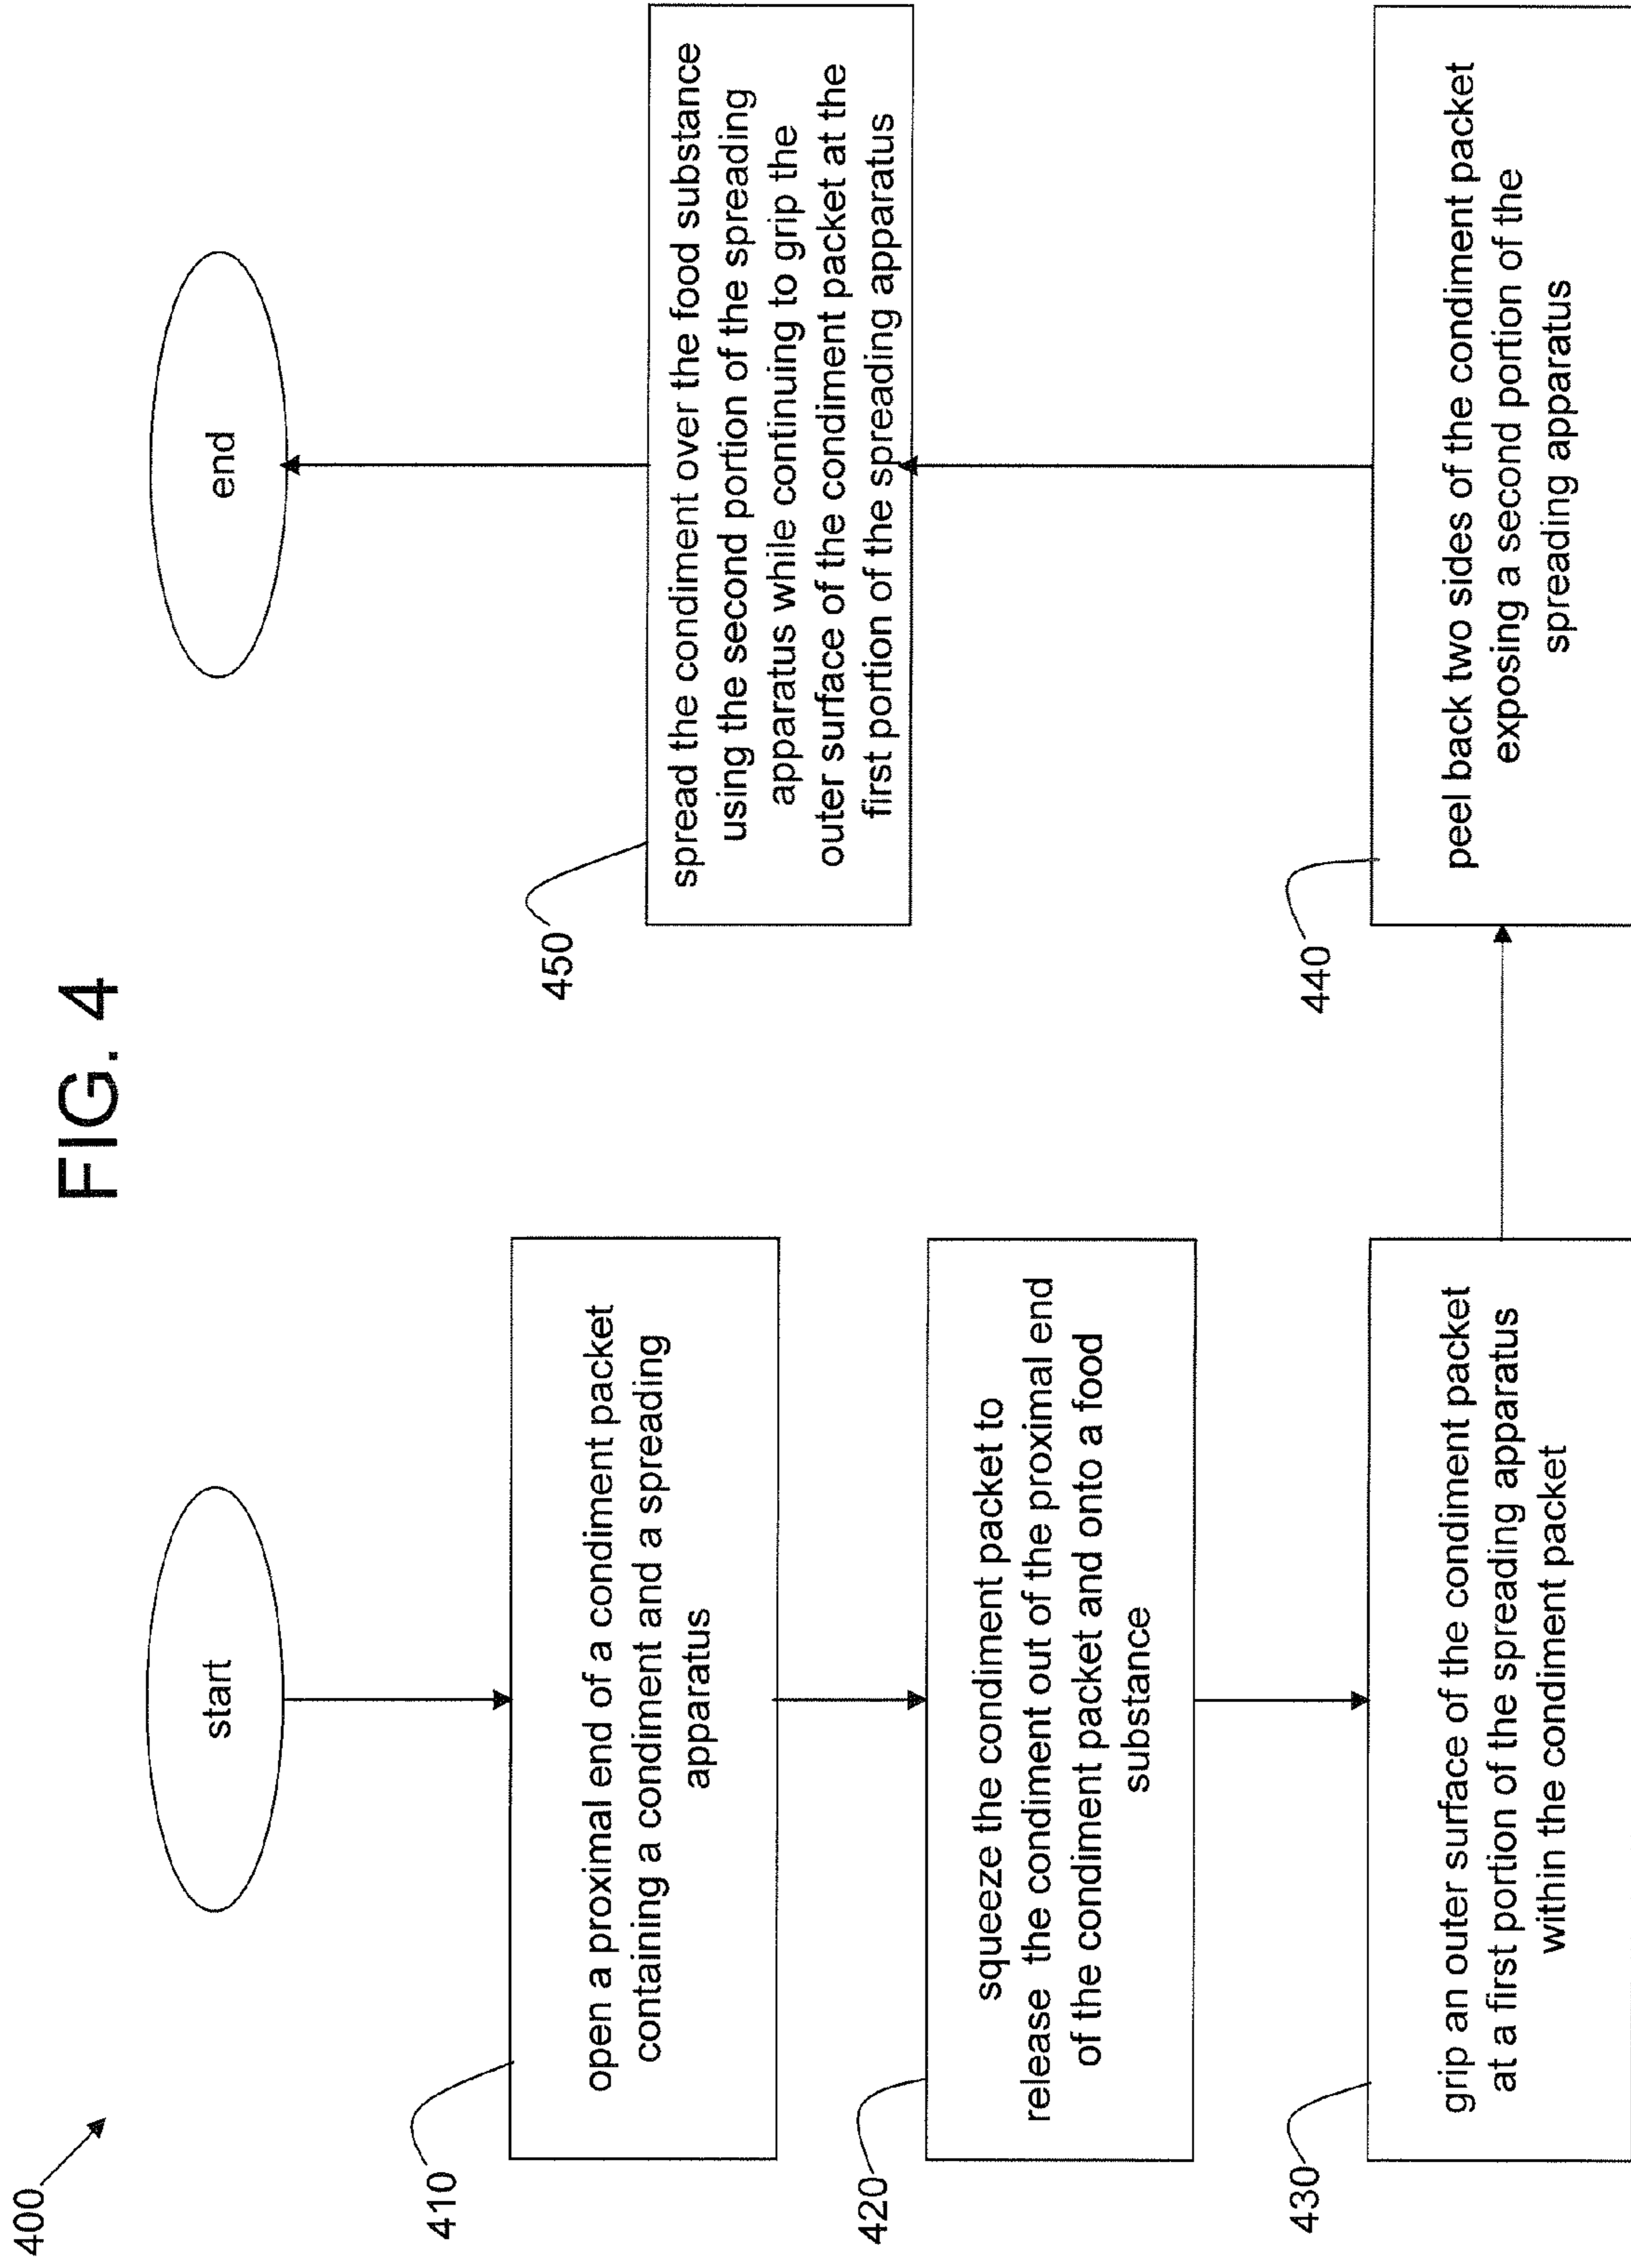 FIG. 4
400
start
410
open a proximal end of a condiment packet
containing a condiment and a spreading
apparatus
420
squeeze the condiment packet to
release the condiment out of the proximal end
of the condiment packet and onto a food
substance
430
grip an outer surface of the condiment packet
at a first portion of the spreading apparatus
within the condiment packet
440
peel back two sides of the condiment packet
exposing a second portion of the
spreading apparatus
450
spread the condiment over the food substance
using the second portion of the spreading
apparatus while continuing to grip the
outer surface of the condiment packet at the
first portion of the spreading apparatus
end